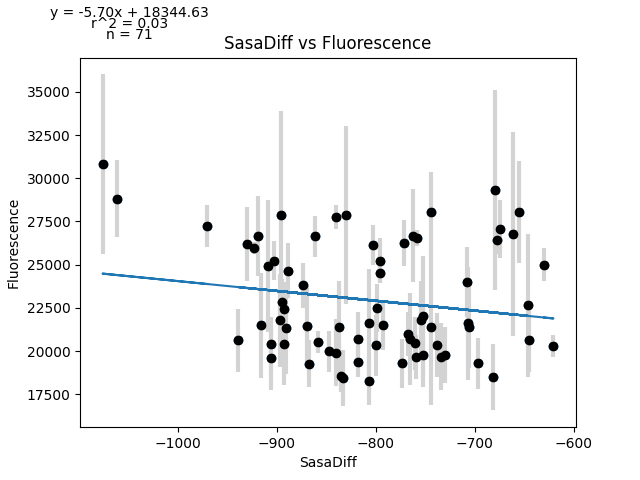 y = -5.70x + 18344.63
r^2 = 0.03
n = 71
SasaDiff vs Fluorescence
Fluorescence
35000
32500
30000
27500
25000
22500
20000
17500
−1000
−900
−800
−700
−600
SasaDiff